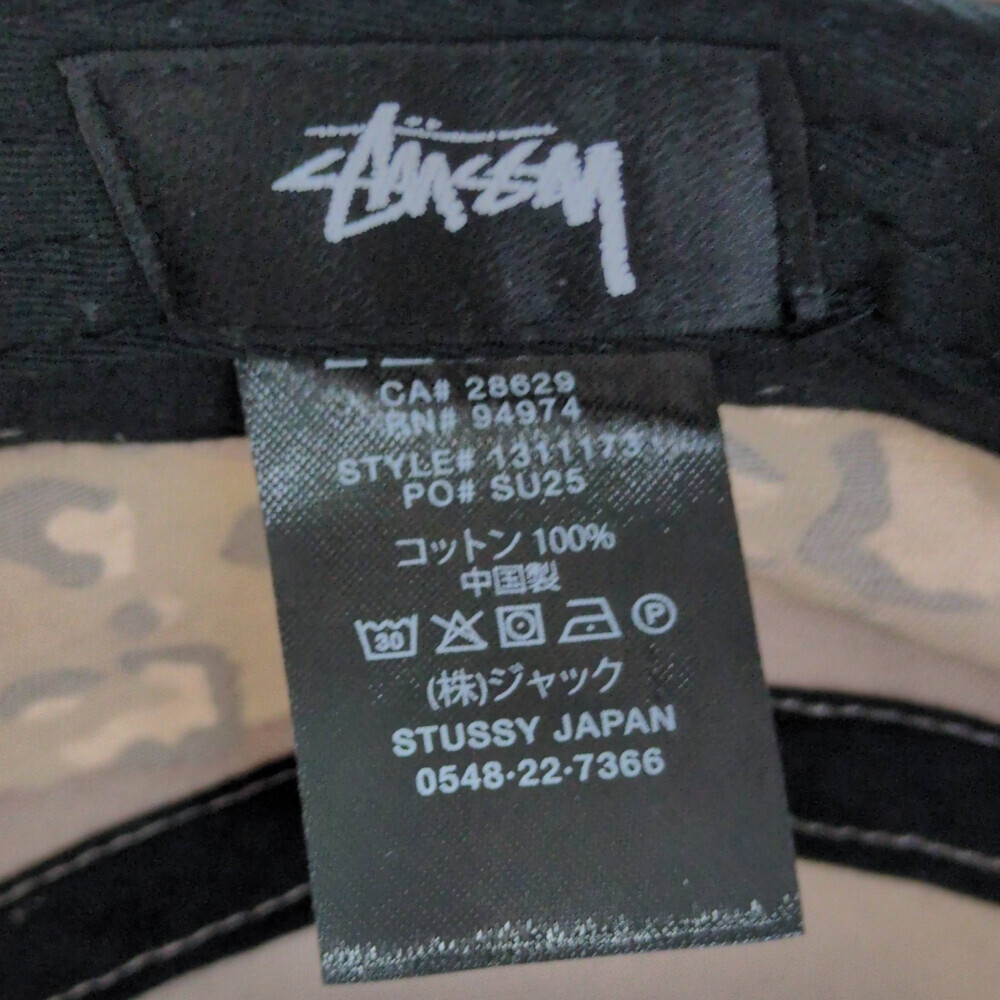 STÜSSY
CA# 28629
RN# 94974
STYLE# 1311173
PO# SU25
コットン 100%
中国製
30 P
(株)ジャック
STUSSY JAPAN
0548·22·7366